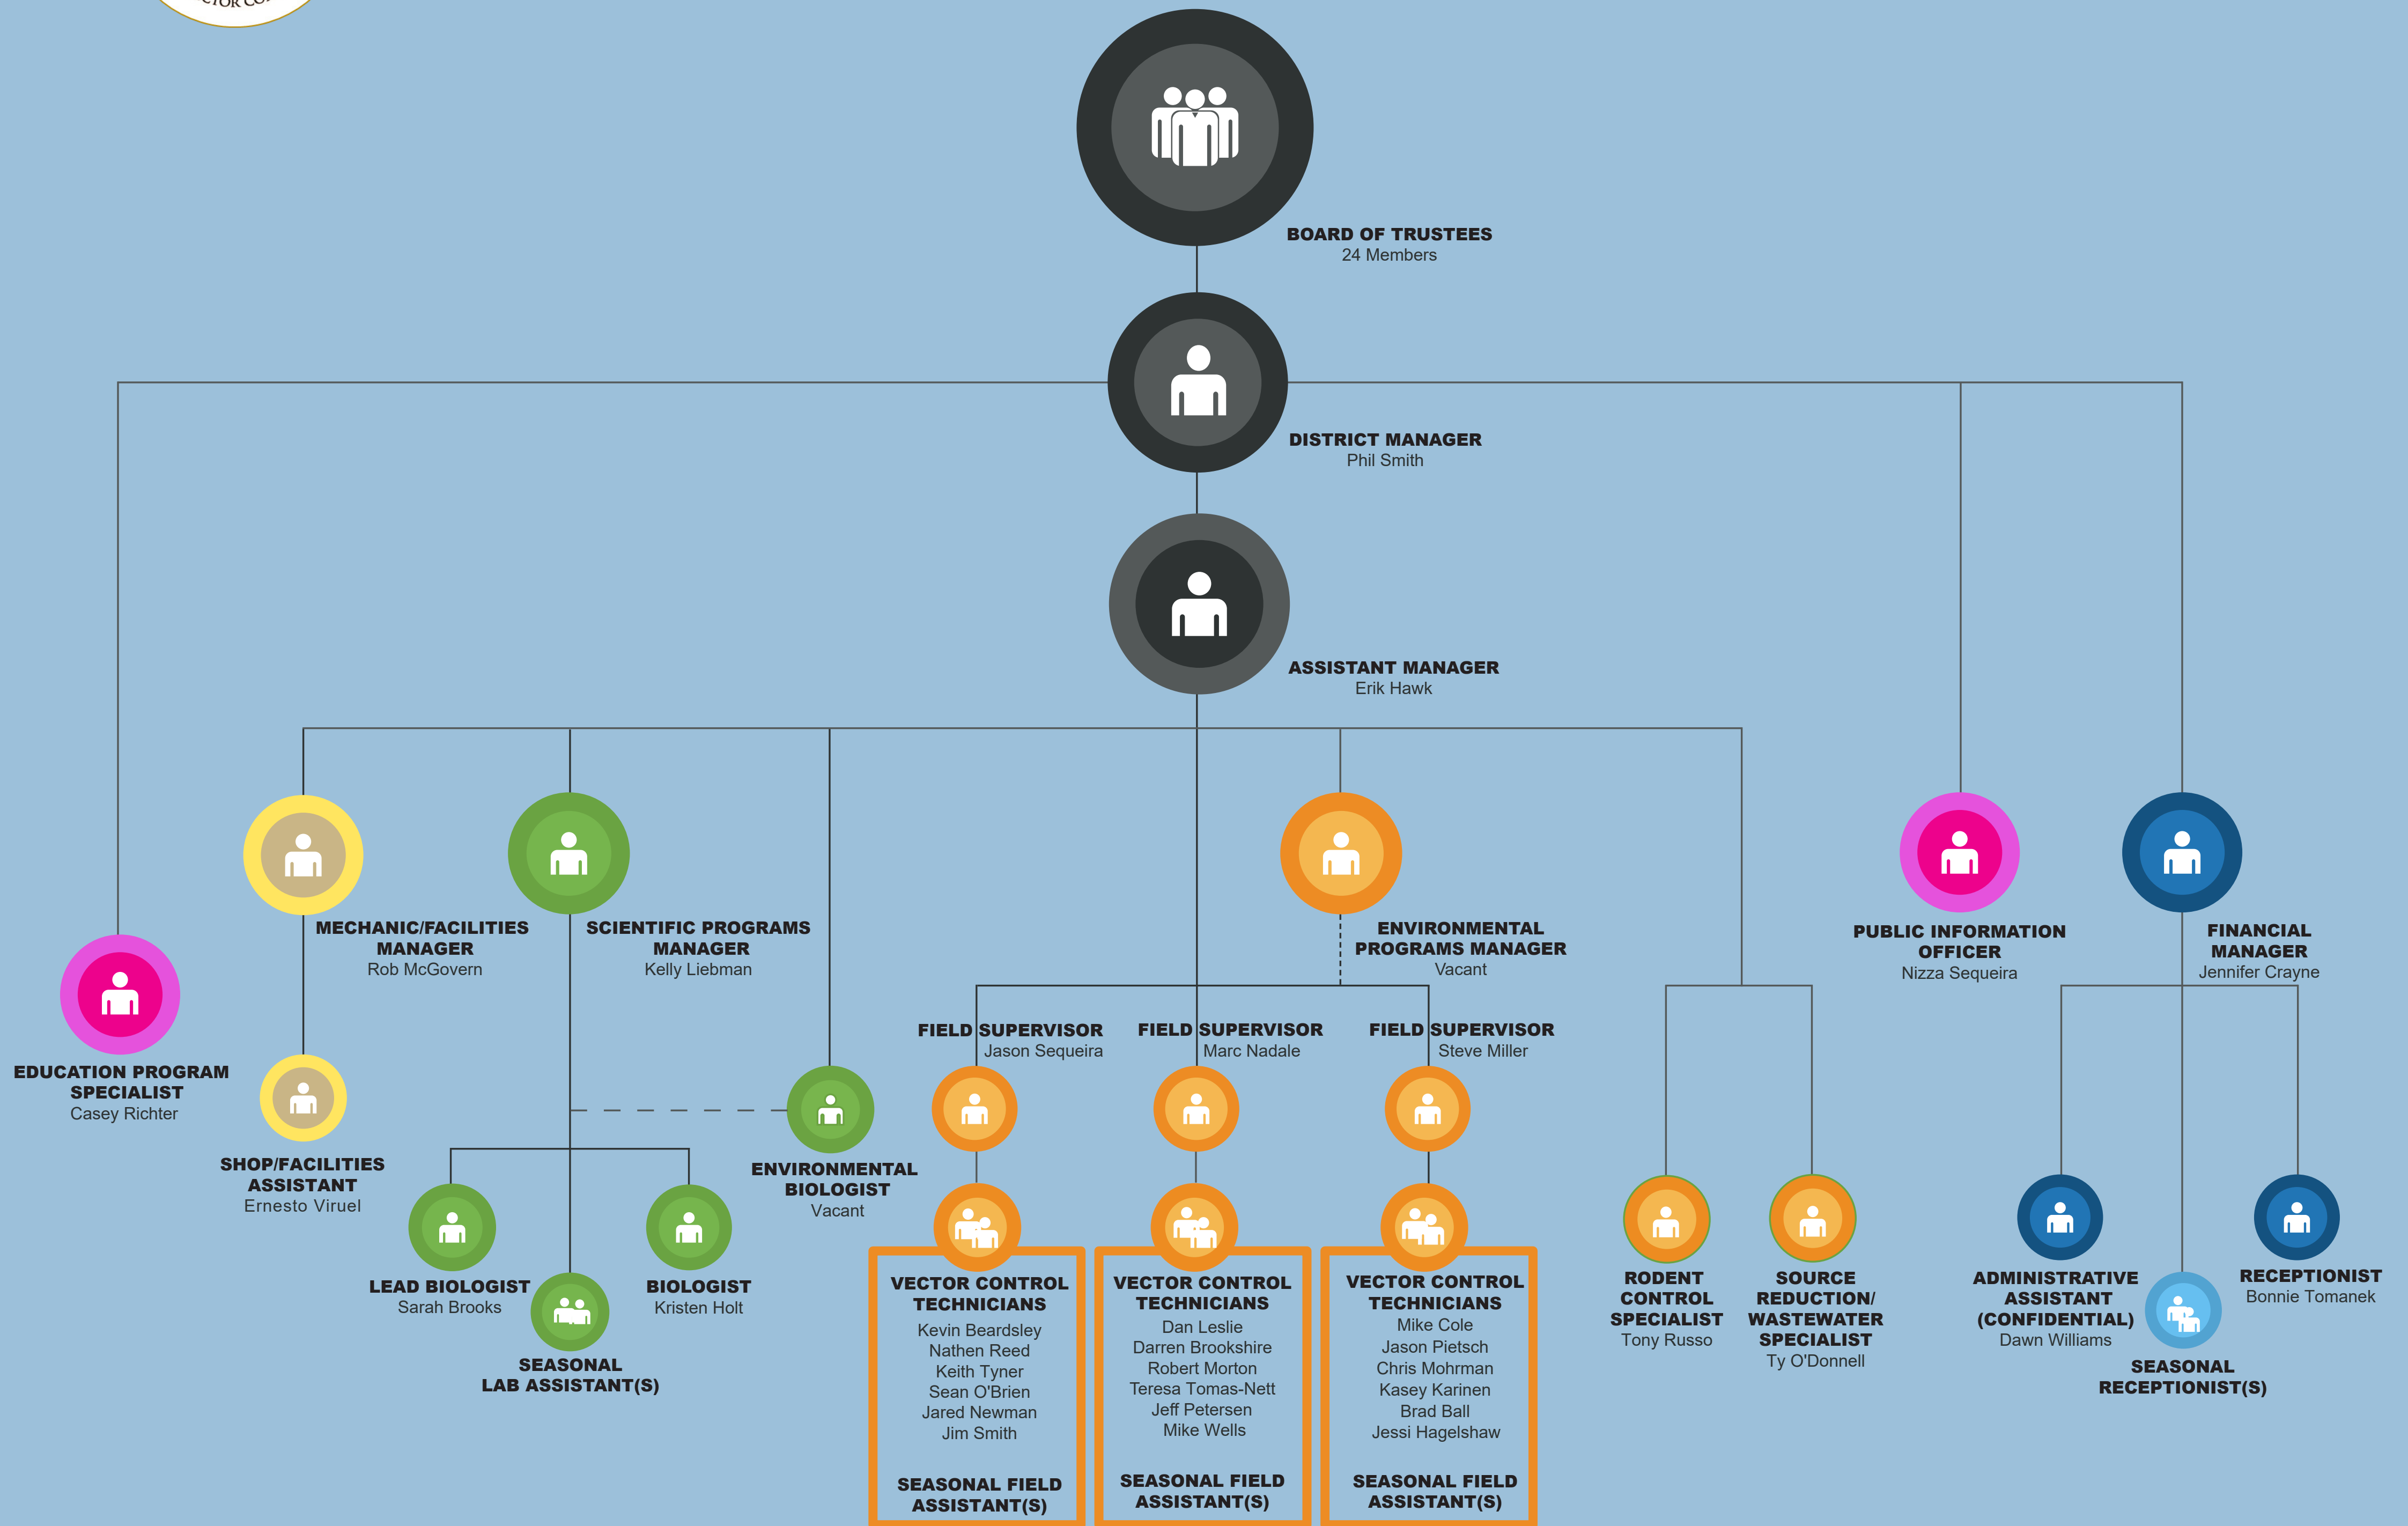 BOARD OF TRUSTEES
24 Members
DISTRICT MANAGER
Phil Smith
ASSISTANT MANAGER
Erik Hawk
MECHANIC/FACILITIES
MANAGER
Rob McGovern
SCIENTIFIC PROGRAMS
MANAGER
Kelly Liebman
ENVIRONMENTAL
PROGRAMS MANAGER
Vacant
PUBLIC INFORMATION
OFFICER
Nizza Sequeira
FINANCIAL
MANAGER
Jennifer Crayne
EDUCATION PROGRAM
SPECIALIST
Casey Richter
FIELD SUPERVISOR
Jason Sequeira
FIELD SUPERVISOR
Marc Nadale
FIELD SUPERVISOR
Steve Miller
SHOP/FACILITIES
ASSISTANT
Ernesto Viruel
ENVIRONMENTAL
BIOLOGIST
Vacant
LEAD BIOLOGIST
Sarah Brooks
BIOLOGIST
Kristen Holt
SEASONAL
LAB ASSISTANT(S)
VECTOR CONTROL
TECHNICIANS
Kevin Beardsley
Nathen Reed
Keith Tyner
Sean O'Brien
Jared Newman
Jim Smith
SEASONAL FIELD
ASSISTANT(S)
VECTOR CONTROL
TECHNICIANS
Dan Leslie
Darren Brookshire
Robert Morton
Teresa Tomas-Nett
Jeff Petersen
Mike Wells
SEASONAL FIELD
ASSISTANT(S)
VECTOR CONTROL
TECHNICIANS
Mike Cole
Jason Pietsch
Chris Mohrman
Kasey Karinen
Brad Ball
Jessi Hagelshaw
SEASONAL FIELD
ASSISTANT(S)
RODENT
CONTROL
SPECIALIST
Tony Russo
SOURCE
REDUCTION/
WASTEWATER
SPECIALIST
Ty O'Donnell
ADMINISTRATIVE
ASSISTANT
(CONFIDENTIAL)
Dawn Williams
SEASONAL
RECEPTIONIST(S)
RECEPTIONIST
Bonnie Tomanek